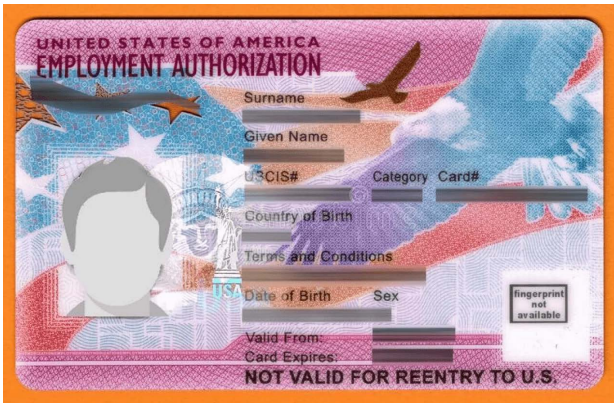 UNITED STATES OF AMERICA
EMPLOYMENT AUTHORIZATION
Surname
Given Name
USCIS# Category Card#
Country of Birth
Terms and Conditions
USA
Date of Birth Sex
fingerprint
not
available
Valid From:
Card Expires:
NOT VALID FOR REENTRY TO U.S.